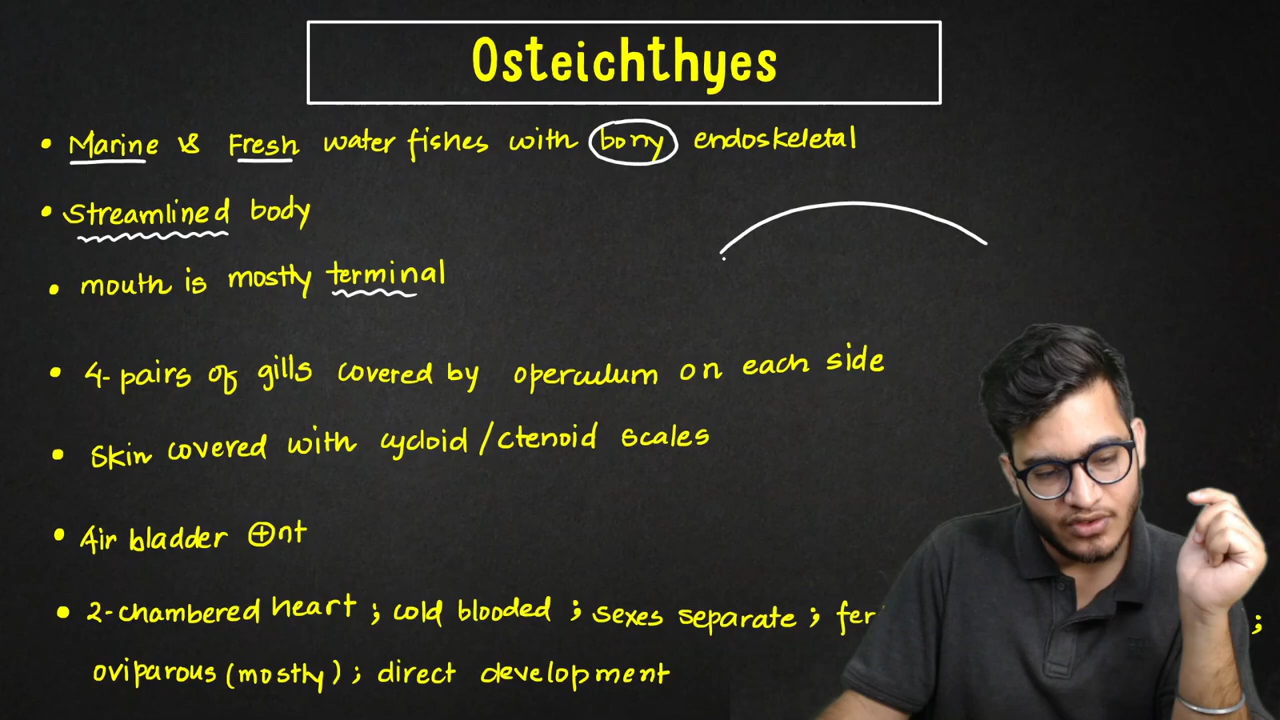 Osteichthyes
• Marine & Fresh water fishes with bony endoskeletal
• Streamlined body
• mouth is mostly terminal
• 4-pairs of gills covered by operculum on each side
• Skin covered with cycloid/ctenoid scales
• Air bladder ⊕nt
• 2-chambered heart ; cold blooded ; sexes separate ; fer ;
oviparous (mostly) ; direct development